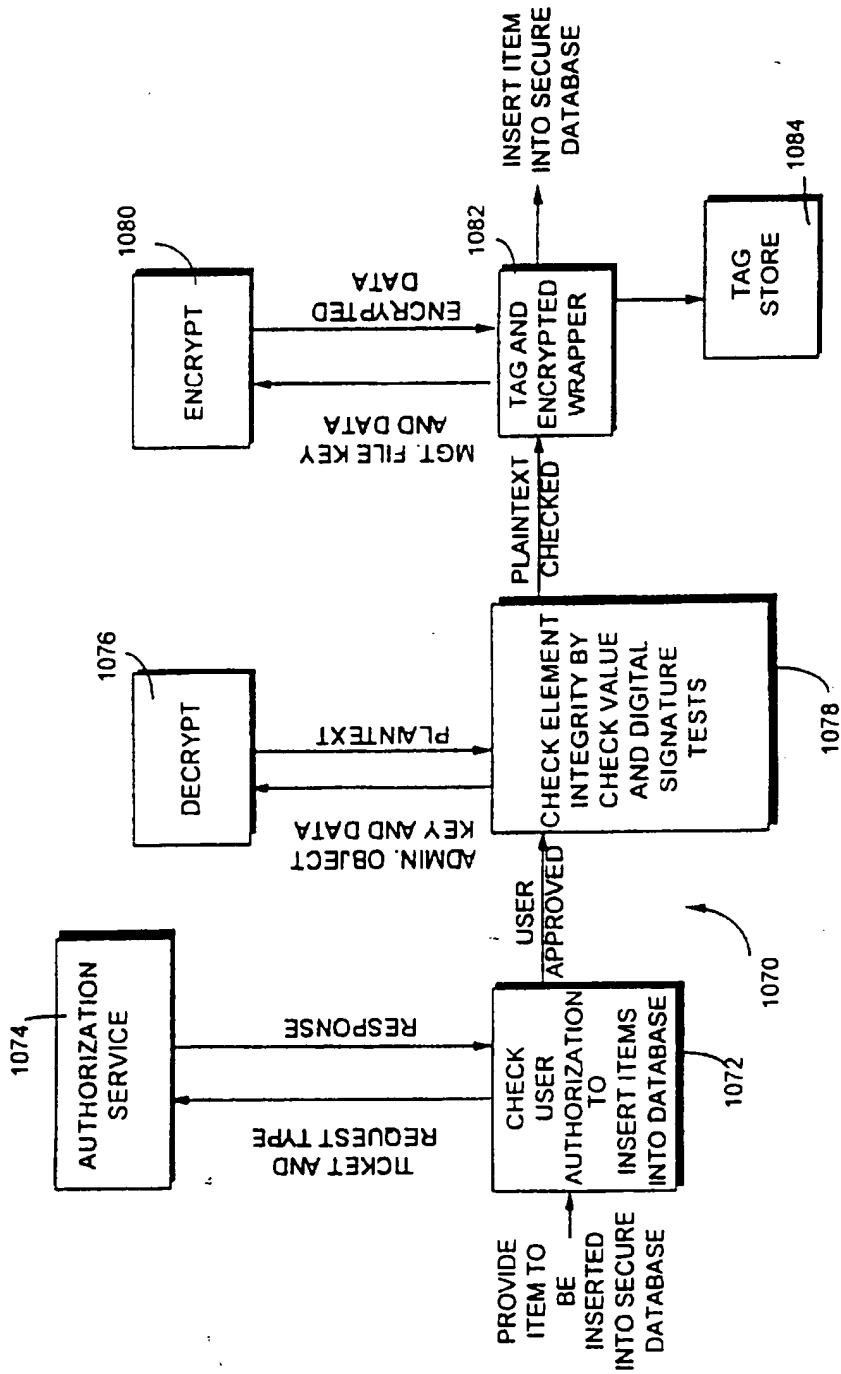 PROVIDE
ITEM TO
BE
INSERTED
INTO SECURE
DATABASE
CHECK
USER
AUTHORIZATION
TO
INSERT ITEMS
INTO DATABASE
1072
TICKET AND
REQUEST TYPE
RESPONSE
AUTHORIZATION
SERVICE
1074
USER
APPROVED
1070
CHECK ELEMENT
INTEGRITY BY
CHECK VALUE
AND DIGITAL
SIGNATURE
TESTS
1078
ADMIN. OBJECT
KEY AND DATA
PLAINTEXT
DECRYPT
1076
PLAINTEXT
CHECKED
TAG AND
ENCRYPTED
WRAPPER
1082
MGT. FILE KEY
AND DATA
ENCRYPTED
DATA
ENCRYPT
1080
INSERT ITEM
INTO SECURE
DATABASE
TAG
STORE
1084